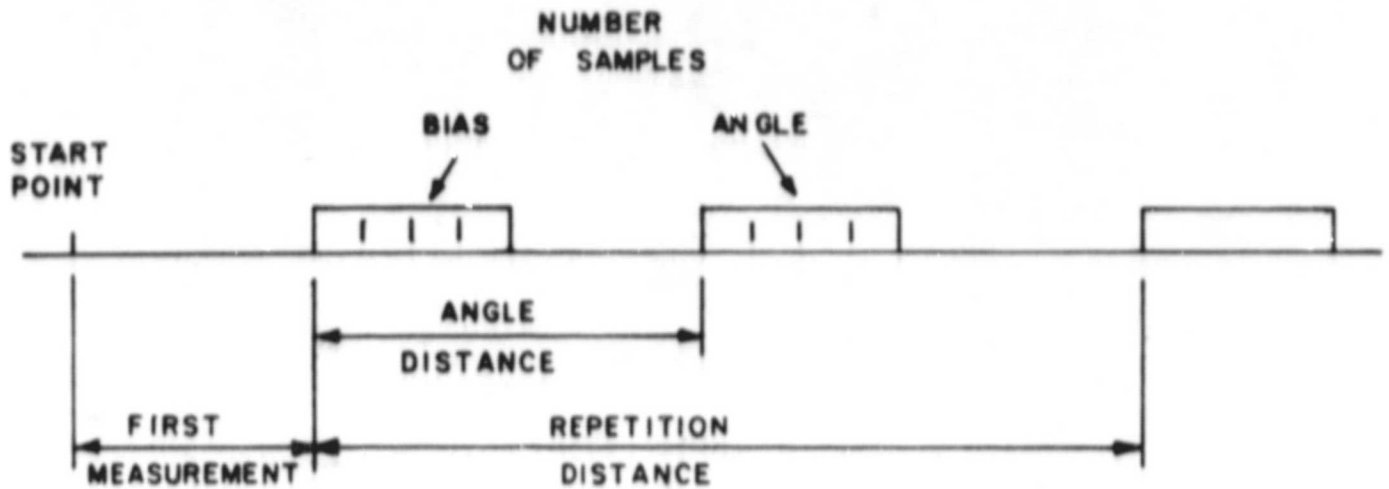 NUMBER
OF SAMPLES
BIAS
ANGLE
START
POINT
ANGLE
DISTANCE
FIRST
MEASUREMENT
REPETITION
DISTANCE